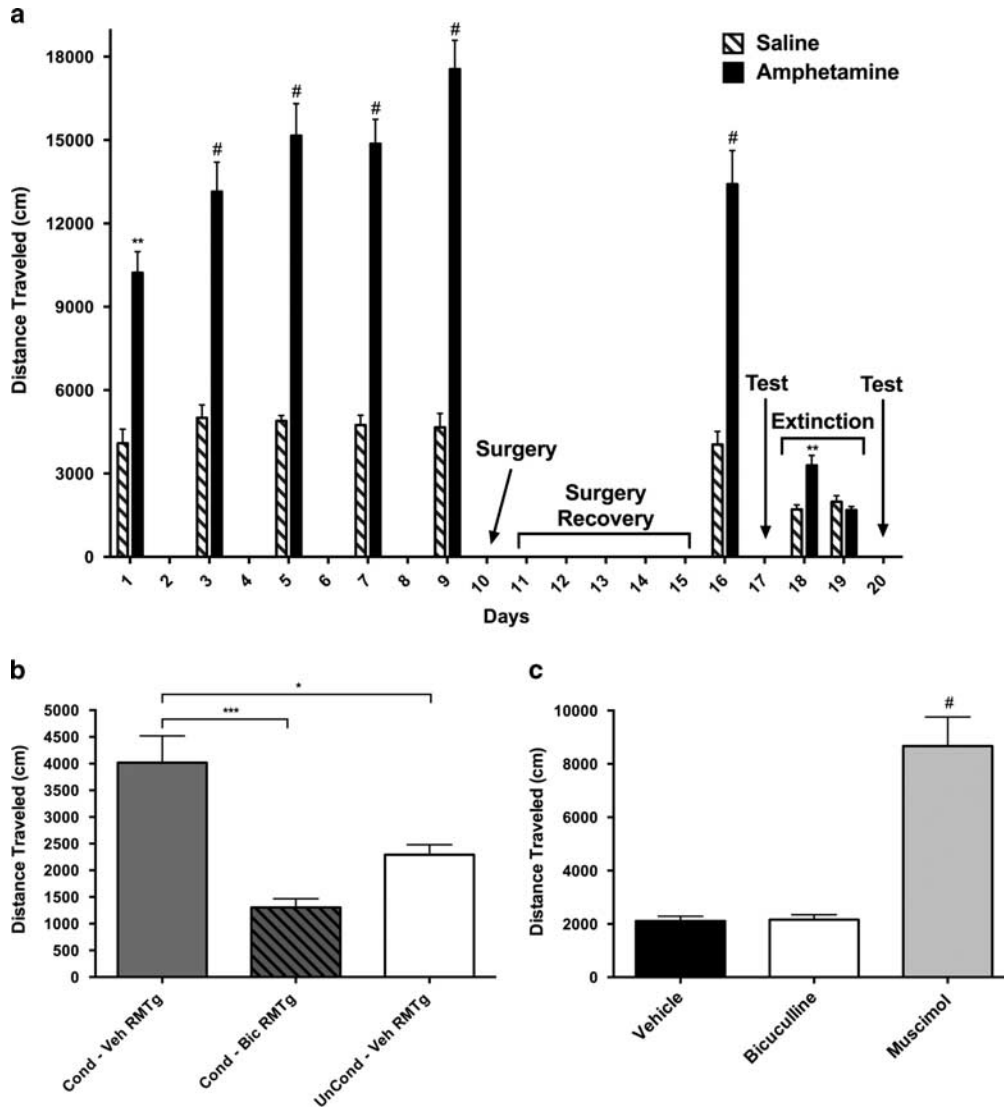 a
Saline
Amphetamine
Distance Traveled (cm)
18000
15000
12000
9000
6000
3000
0
**
#
#
#
#
#
**
Surgery
Surgery
Recovery
Test
Extinction
Test
1 2 3 4 5 6 7 8 9 10 11 12 13 14 15 16 17 18 19 20
Days
b
Distance Traveled (cm)
5000
4500
4000
3500
3000
2500
2000
1500
1000
500
0
*
***
Cond - Veh RMTg
Cond - Bic RMTg
UnCond - Veh RMTg
c
Distance Traveled (cm)
10000
8000
6000
4000
2000
0
#
Vehicle
Bicuculline
Muscimol